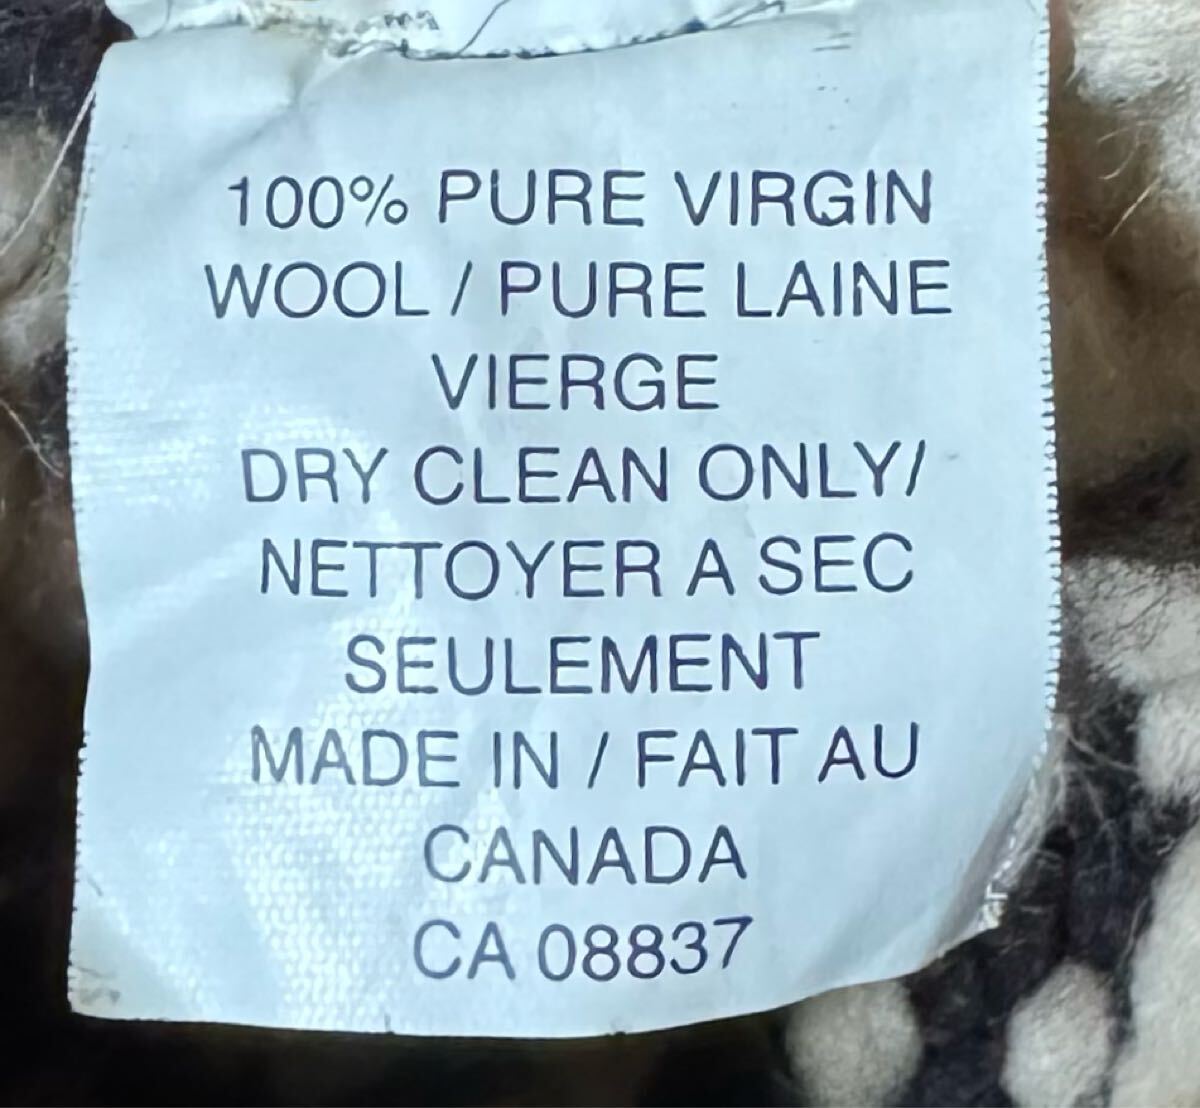 100% PURE VIRGIN
WOOL / PURE LAINE
VIERGE
DRY CLEAN ONLY/
NETTOYER A SEC
SEULEMENT
MADE IN / FAIT AU
CANADA
CA 08837